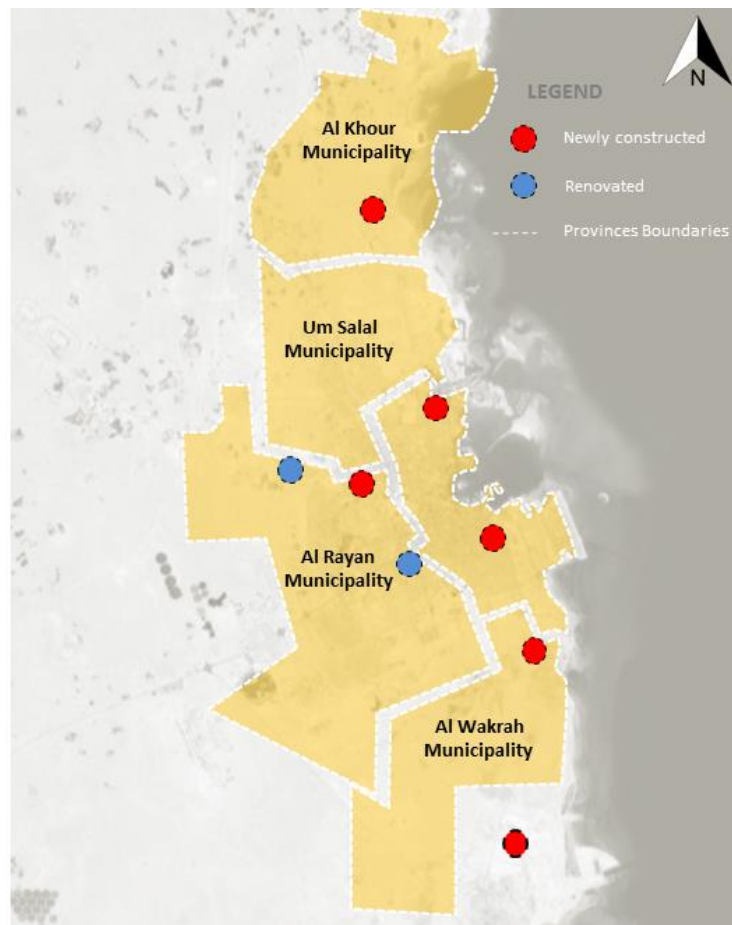 N
LEGEND
Newly constructed
Renovated
Provinces Boundaries
Al Khour
Municipality
Um Salal
Municipality
Al Rayan
Municipality
Al Wakrah
Municipality